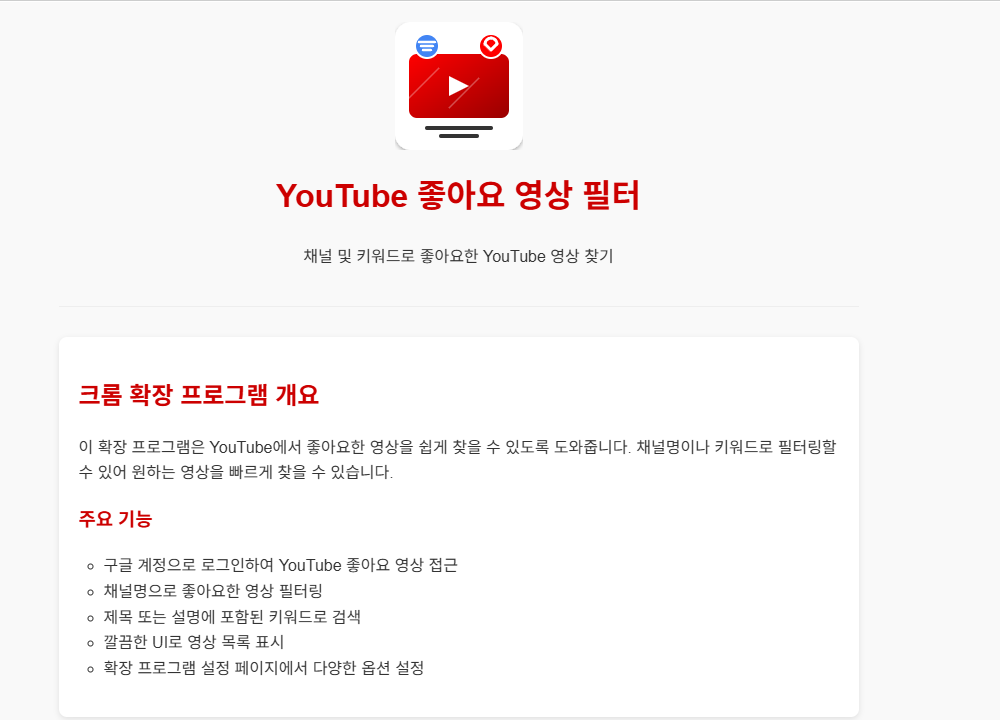 YouTube 좋아요 영상 필터
채널 및 키워드로 좋아요한 YouTube 영상 찾기
크롬 확장 프로그램 개요
이 확장 프로그램은 YouTube에서 좋아요한 영상을 쉽게 찾을 수 있도록 도와줍니다. 채널명이나 키워드로 필터링할
수 있어 원하는 영상을 빠르게 찾을 수 있습니다.
주요 기능
구글 계정으로 로그인하여 YouTube 좋아요 영상 접근
채널명으로 좋아요한 영상 필터링
제목 또는 설명에 포함된 키워드로 검색
깔끔한 UI로 영상 목록 표시
확장 프로그램 설정 페이지에서 다양한 옵션 설정